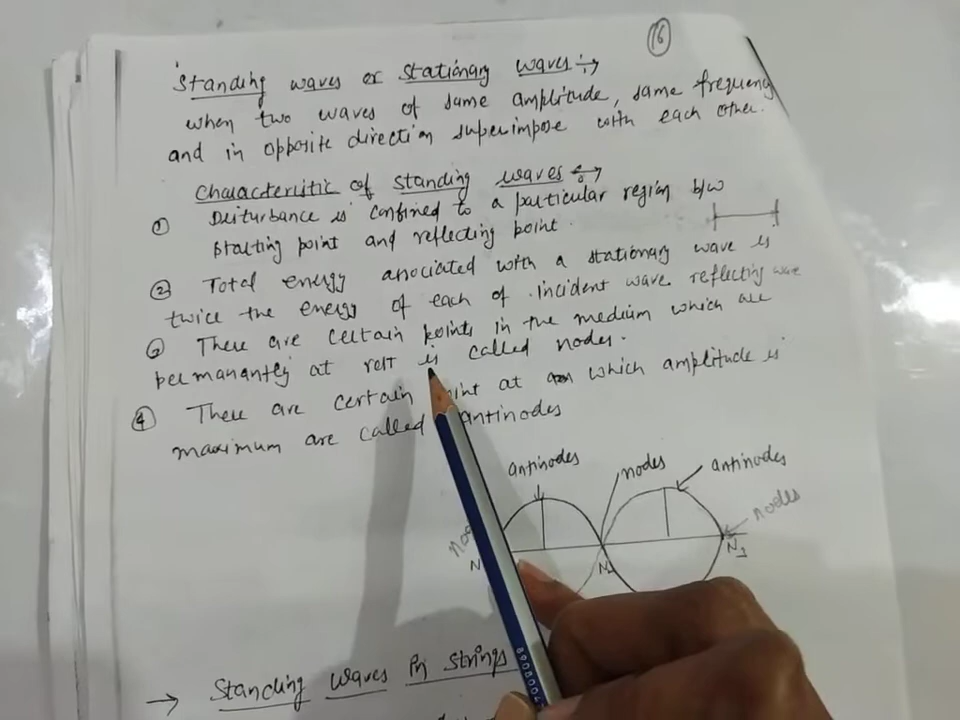 16
Standing waves or Stationary waves :→
when two waves of same amplitude, same frequency
and in opposite direction superimpose with each other.
Characteristic of standing waves :→
① Disturbance is confined to a particular region b/w
starting point and reflecting point.
② Total energy associated with a stationary wave is
twice the energy of each of incident wave reflecting wave
③ There are certain points in the medium which are
permanantly at rest is called nodes.
④ There are certain point at which amplitude is
maximum are called antinodes
antinodes nodes antinodes
nodes
N N₃
→ Standing waves in strings
8908007